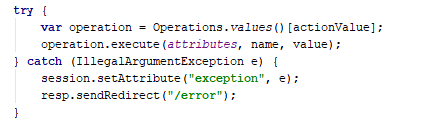 try {
    var operation = Operations.values()[actionValue];
    operation.execute(attributes, name, value);
} catch (IllegalArgumentException e) {
    session.setAttribute("exception", e);
    resp.sendRedirect("/error");
}